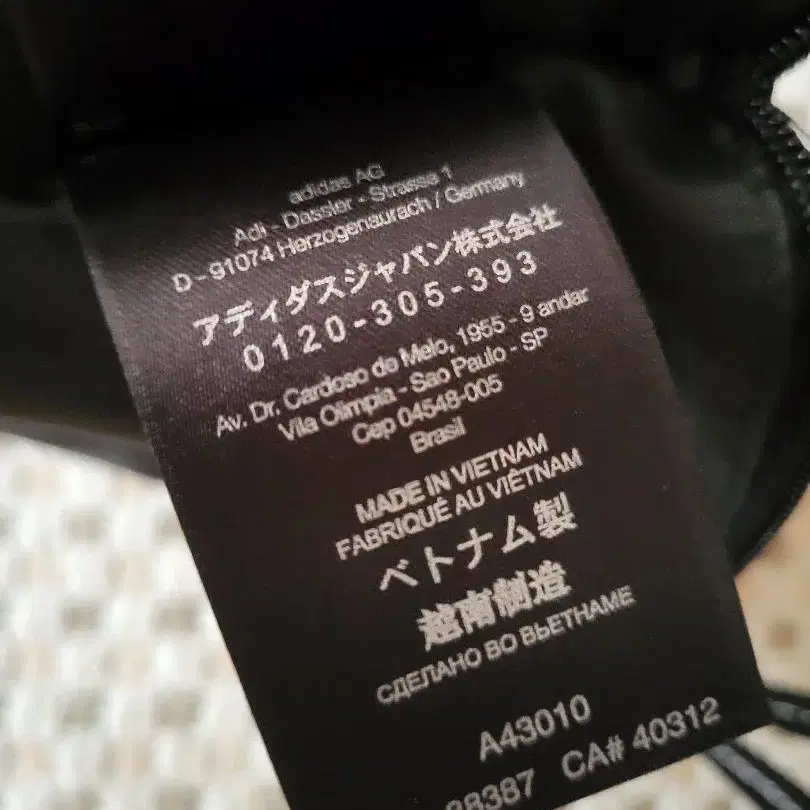 adidas AG
Adi - Dassler - Strasse 1
D - 91074 Herzogenaurach / Germany
アディダスジャパン株式会社
0120-305-393
Av. Dr. Cardoso de Melo, 1955 - 9 andar
Vila Olimpia - Sao Paulo - SP
Cep 04548-005
Brasil
MADE IN VIETNAM
FABRIQUÉ AU VIÊTNAM
ベトナム製
越南制造
СДЕЛАНО ВО ВЬЕТНАМЕ
A43010
CA# 40312